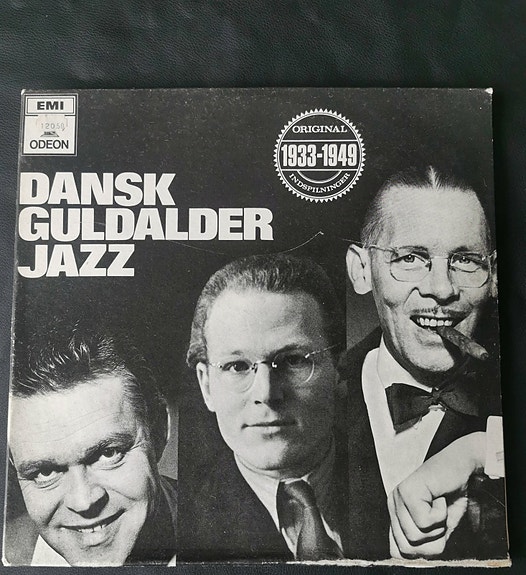 EMI
ODEON
ORIGINAL
1933-1949
INDSPILNINGER
DANSK
GULDALDER
JAZZ